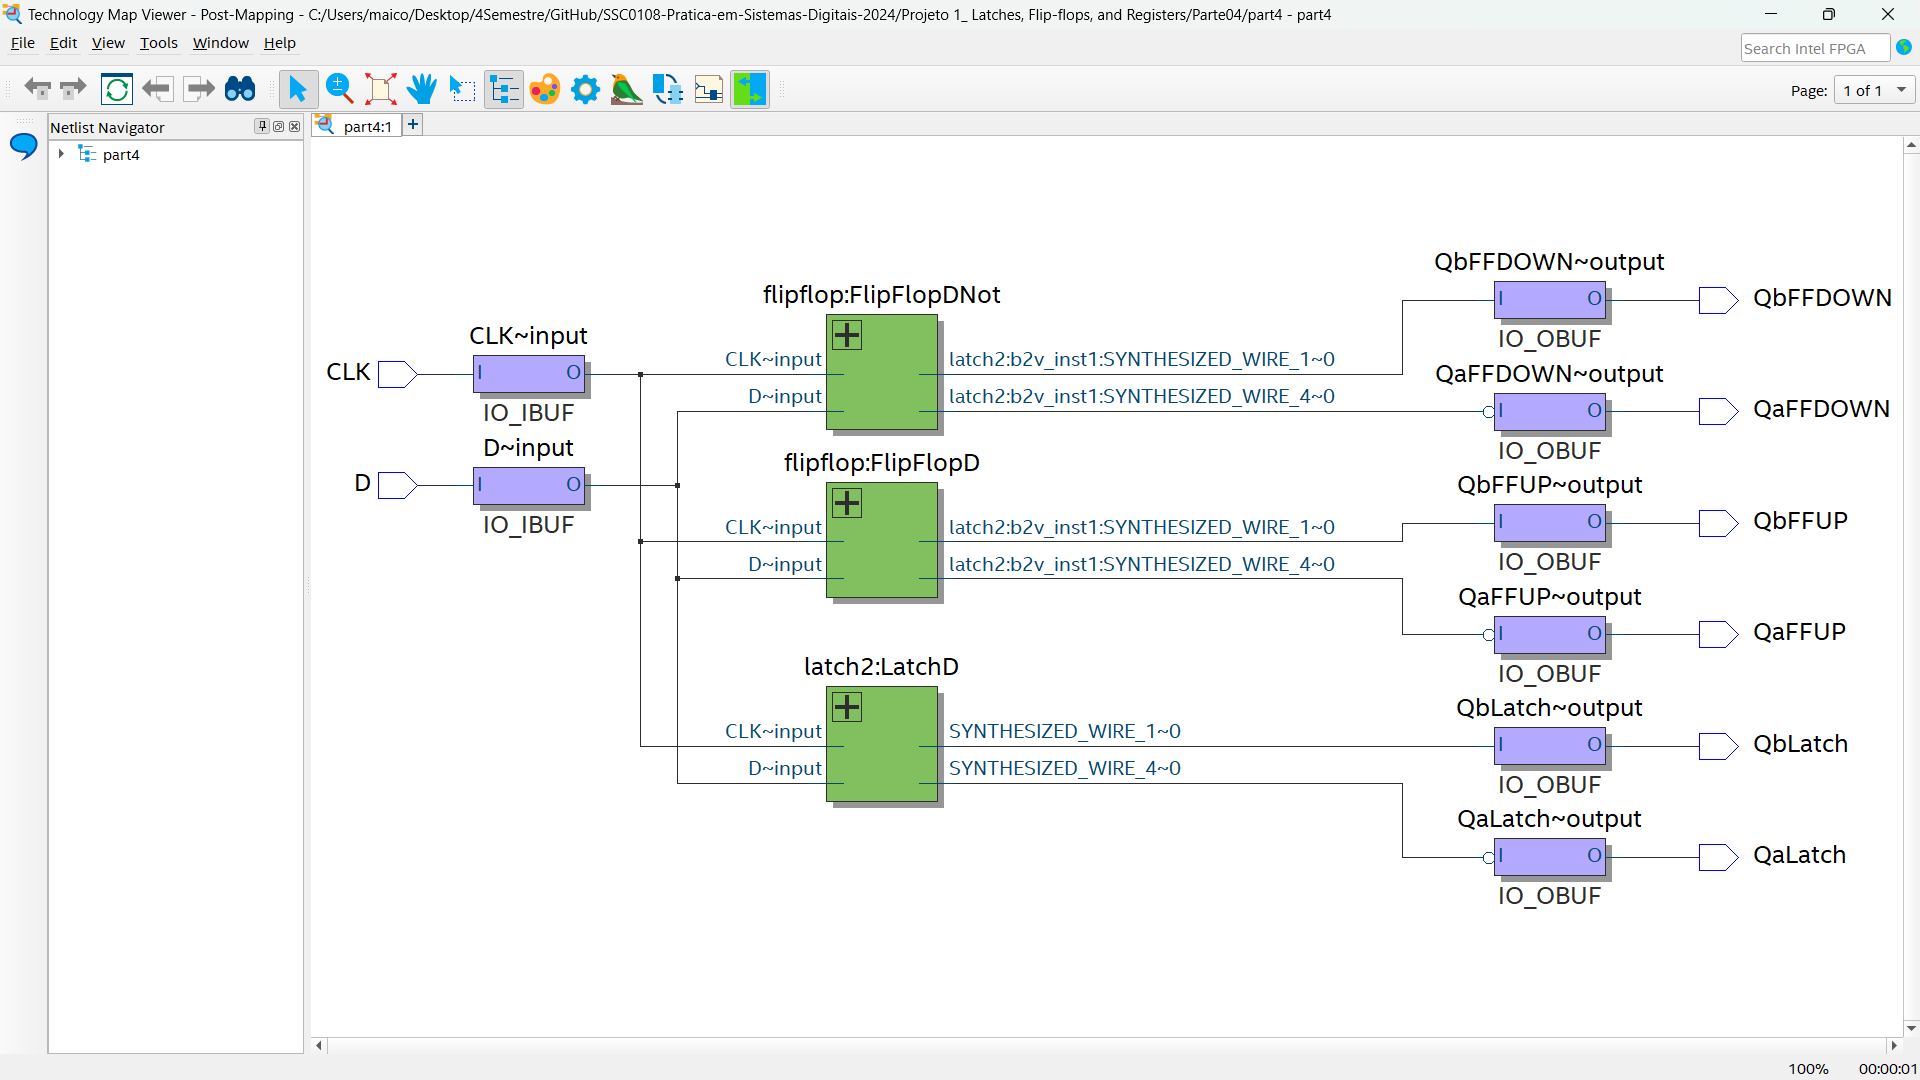 Technology Map Viewer - Post-Mapping - C:/Users/maico/Desktop/4Semestre/GitHub/SSC0108-Pratica-em-Sistemas-Digitais-2024/Projeto 1_ Latches, Flip-flops, and Registers/Parte04/part4 - part4
File Edit View Tools Window Help
Search Intel FPGA
Page: 1 of 1
Netlist Navigator
part4
part4:1
+
CLK
CLK~input
I O
IO_IBUF
D
D~input
I O
IO_IBUF
flipflop:FlipFlopDNot
CLK~input
D~input
latch2:b2v_inst1:SYNTHESIZED_WIRE_1~0
latch2:b2v_inst1:SYNTHESIZED_WIRE_4~0
flipflop:FlipFlopD
CLK~input
D~input
latch2:b2v_inst1:SYNTHESIZED_WIRE_1~0
latch2:b2v_inst1:SYNTHESIZED_WIRE_4~0
latch2:LatchD
CLK~input
D~input
SYNTHESIZED_WIRE_1~0
SYNTHESIZED_WIRE_4~0
QbFFDOWN~output
I O
IO_OBUF
QbFFDOWN
QaFFDOWN~output
I O
IO_OBUF
QaFFDOWN
QbFFUP~output
I O
IO_OBUF
QbFFUP
QaFFUP~output
I O
IO_OBUF
QaFFUP
QbLatch~output
I O
IO_OBUF
QbLatch
QaLatch~output
I O
IO_OBUF
QaLatch
100% 00:00:01